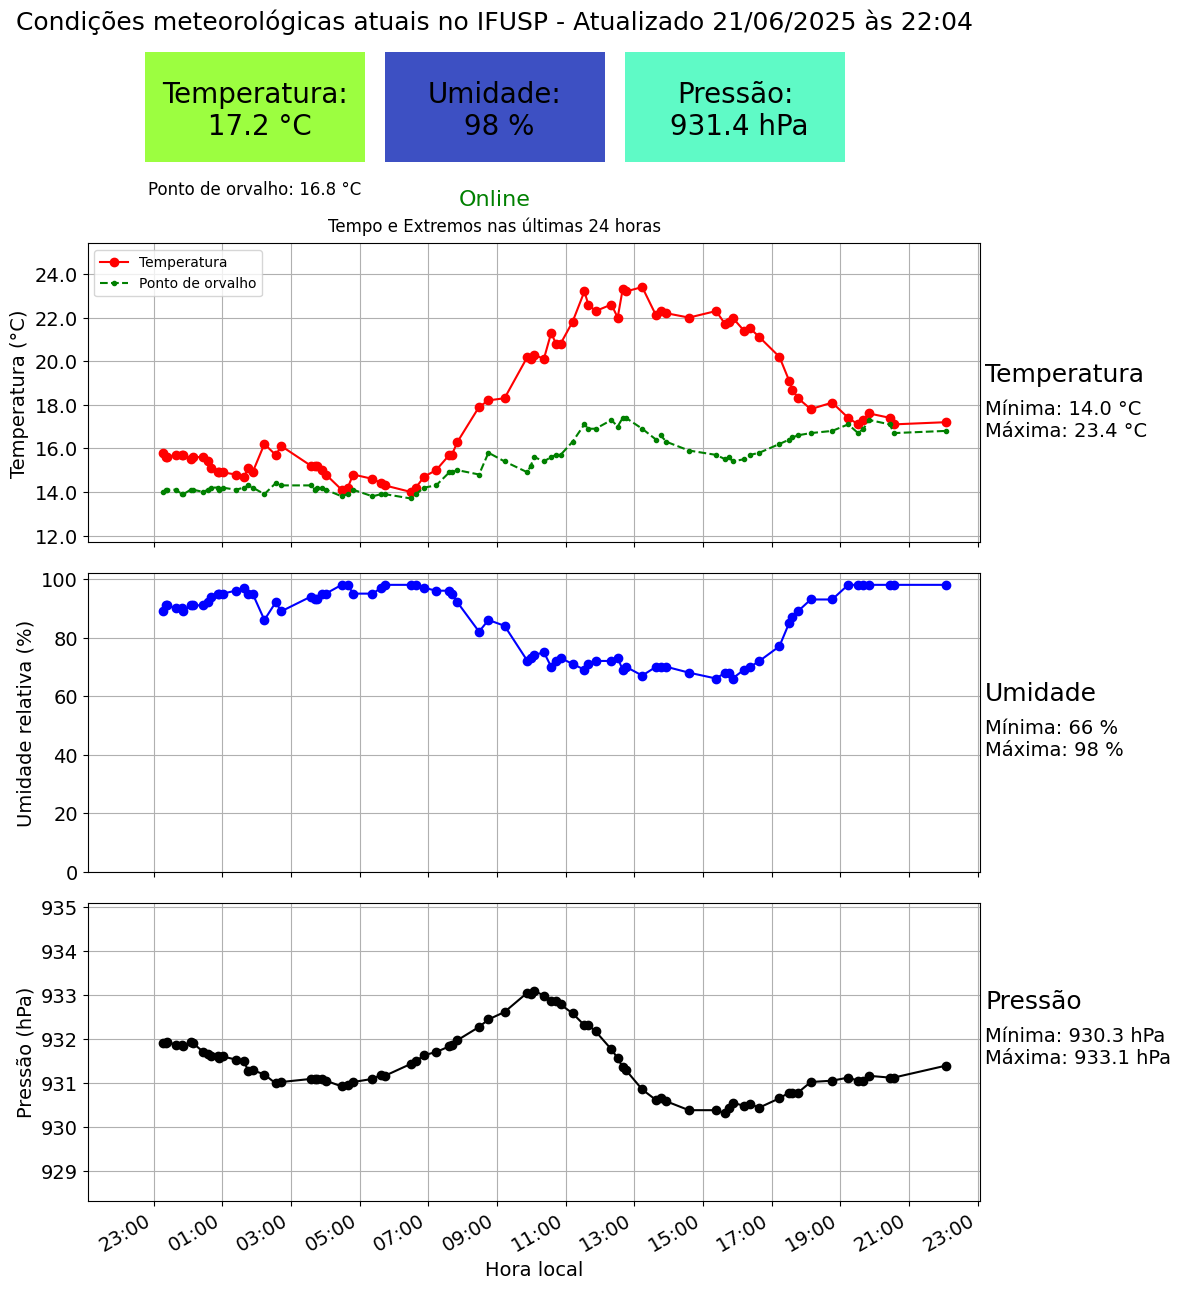 Condições meteorológicas atuais no IFUSP - Atualizado 21/06/2025 às 22:04
Temperatura:
17.2 °C
Umidade:
98 %
Pressão:
931.4 hPa
Ponto de orvalho: 16.8 °C
Online
Tempo e Extremos nas últimas 24 horas
Temperatura
Ponto de orvalho
Temperatura (°C)
24.0
22.0
20.0
18.0
16.0
14.0
12.0
Temperatura
Mínima: 14.0 °C
Máxima: 23.4 °C
Umidade relativa (%)
100
80
60
40
20
0
Umidade
Mínima: 66 %
Máxima: 98 %
Pressão (hPa)
935
934
933
932
931
930
929
Pressão
Mínima: 930.3 hPa
Máxima: 933.1 hPa
23:00 01:00 03:00 05:00 07:00 09:00 11:00 13:00 15:00 17:00 19:00 21:00 23:00
Hora local